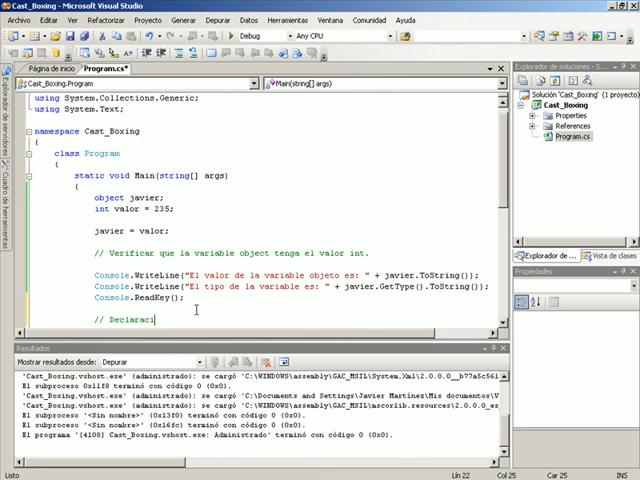 Cast_Boxing - Microsoft Visual Studio
Archivo Editar Ver Refactorizar Proyecto Generar Depurar Datos Herramientas Ventana Comunidad Ayuda
Debug Any CPU
Página de inicio Program.cs*
Cast_Boxing.Program Main(string[] args)
using System.Collections.Generic;
using System.Text;
namespace Cast_Boxing
{
class Program
{
static void Main(string[] args)
{
object javier;
int valor = 235;
javier = valor;
// Verificar que la variable object tenga el valor int.
Console.WriteLine("El valor de la variable objeto es: " + javier.ToString());
Console.WriteLine("El tipo de la variable es: " + javier.GetType().ToString());
Console.ReadKey();
// Declaraci
Explorador de servidores
Cuadro de herramientas
Explorador de soluciones
Solución 'Cast_Boxing' (1 proyecto)
Cast_Boxing
Properties
References
Program.cs
Explorador de... Vista de clases
Propiedades
Resultados
Mostrar resultados desde: Depurar
'Cast_Boxing.vshost.exe' (administrado): se cargó 'C:\WINDOWS\assembly\GAC_MSIL\System.Xml\2.0.0.0__b77a5c561
El subproceso 0x11f8 terminó con código 0 (0x0).
'Cast_Boxing.vshost.exe' (administrado): se cargó 'C:\Documents and Settings\Javier Martínez\Mis documentos\V
'Cast_Boxing.vshost.exe' (administrado): se cargó 'C:\WINDOWS\assembly\GAC_MSIL\mscorlib.resources\2.0.0.0_es
El subproceso '<Sin nombre>' (0x13f0) terminó con código 0 (0x0).
El subproceso '<Sin nombre>' (0x16fc) terminó con código 0 (0x0).
El programa '[4108] Cast_Boxing.vshost.exe: Administrado' terminó con código 0 (0x0).
Listo Lín 22 Col 25 Car 25 INS